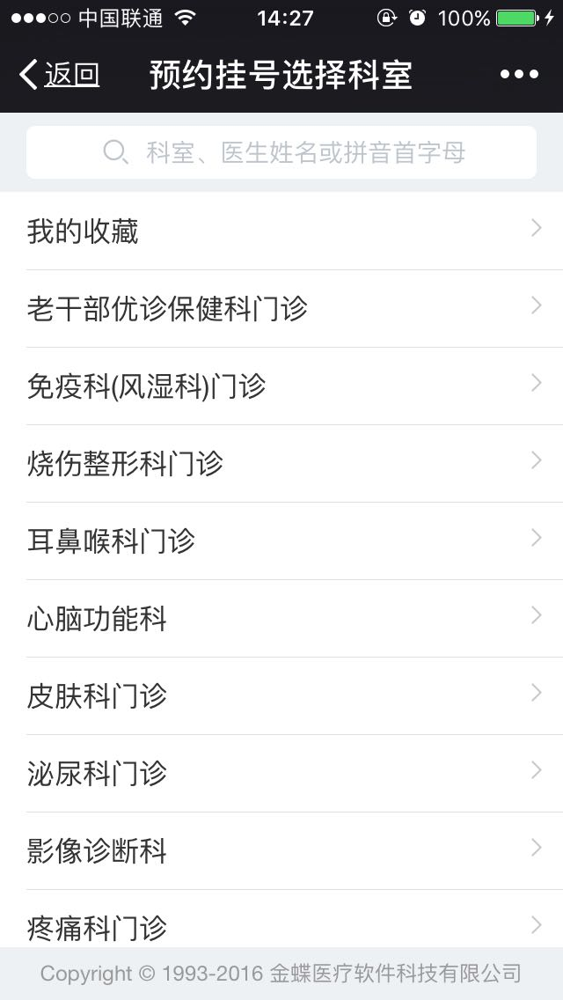 中国联通 14:27 100%
返回 预约挂号选择科室
科室、医生姓名或拼音首字母
我的收藏
老干部优诊保健科门诊
免疫科(风湿科)门诊
烧伤整形科门诊
耳鼻喉科门诊
心脑功能科
皮肤科门诊
泌尿科门诊
影像诊断科
疼痛科门诊
Copyright © 1993-2016 金蝶医疗软件科技有限公司